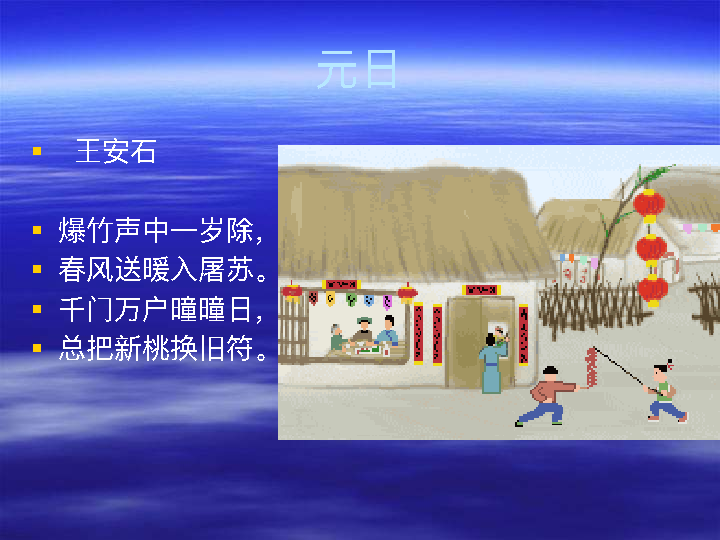 元日
王安石
爆竹声中一岁除，
春风送暖入屠苏。
千门万户曈曈日，
总把新桃换旧符。